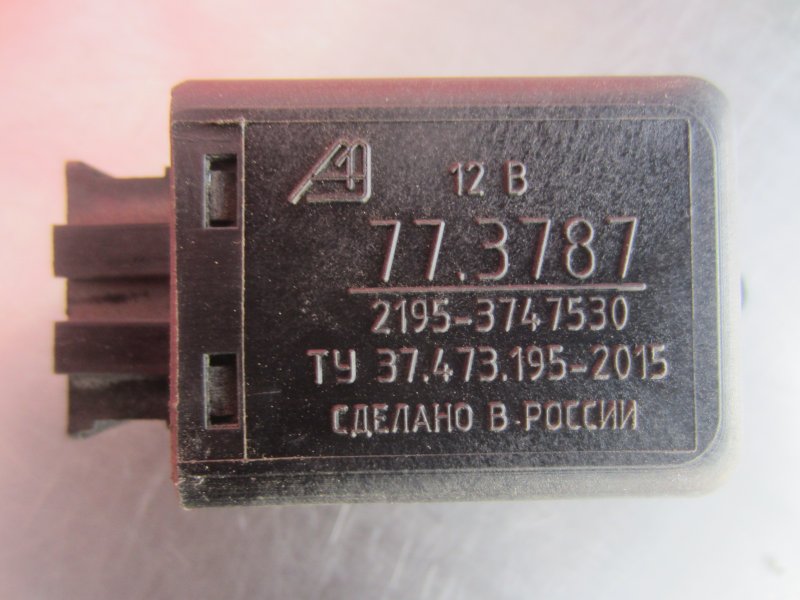 12 В
77.3787
2195-3747530
ТУ 37.473.195-2015
СДЕЛАНО В РОССИИ